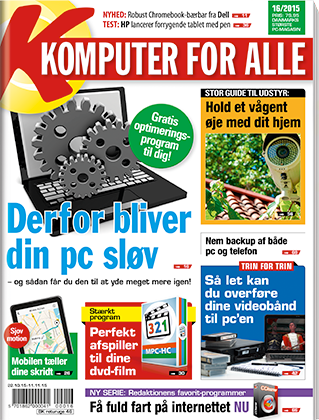 NYHED: Robust Chromebook-bærbar fra Dell
TEST: HP lancerer forrygende tablet med pen
16/2015
DANMARKS
STØRSTE
PC-MAGASIN
KOMPUTER FOR ALLE
Gratis
optimerings-
program
til dig!
STOR GUIDE TIL UDSTYR:
Hold et vågent
øje med dit hjem
Derfor bliver
din pc sløv
– og sådan får du den til at yde meget mere igen!
Nem backup af både
pc og telefon
TRIN FOR TRIN
Så let kan
du overføre
dine videobånd
til pc'en
Sjov
motion
Mobilen tæller
dine skridt
Stærkt
program
Perfekt
afspiller
til dine
dvd-film
321
MPC-HC
NY SERIE: Redaktionens favorit-programmer
Få fuld fart på internettet NU